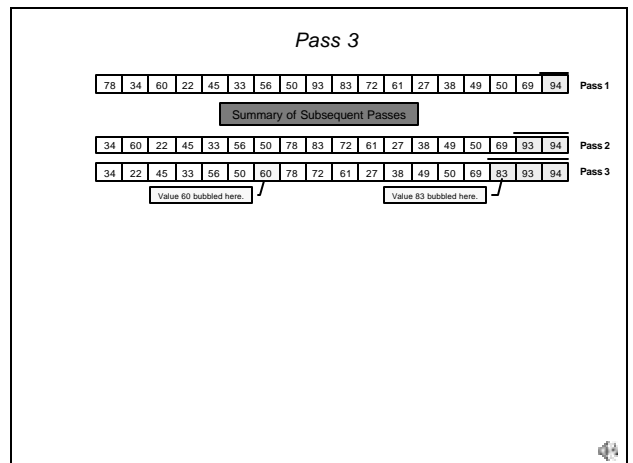 Pass 3
78 34 60 22 45 33 56 50 93 83 72 61 27 38 49 50 69 94 Pass 1
Summary of Subsequent Passes
34 60 22 45 33 56 50 78 83 72 61 27 38 49 50 69 93 94 Pass 2
34 22 45 33 56 50 60 78 72 61 27 38 49 50 69 83 93 94 Pass 3
Value 60 bubbled here. Value 83 bubbled here.